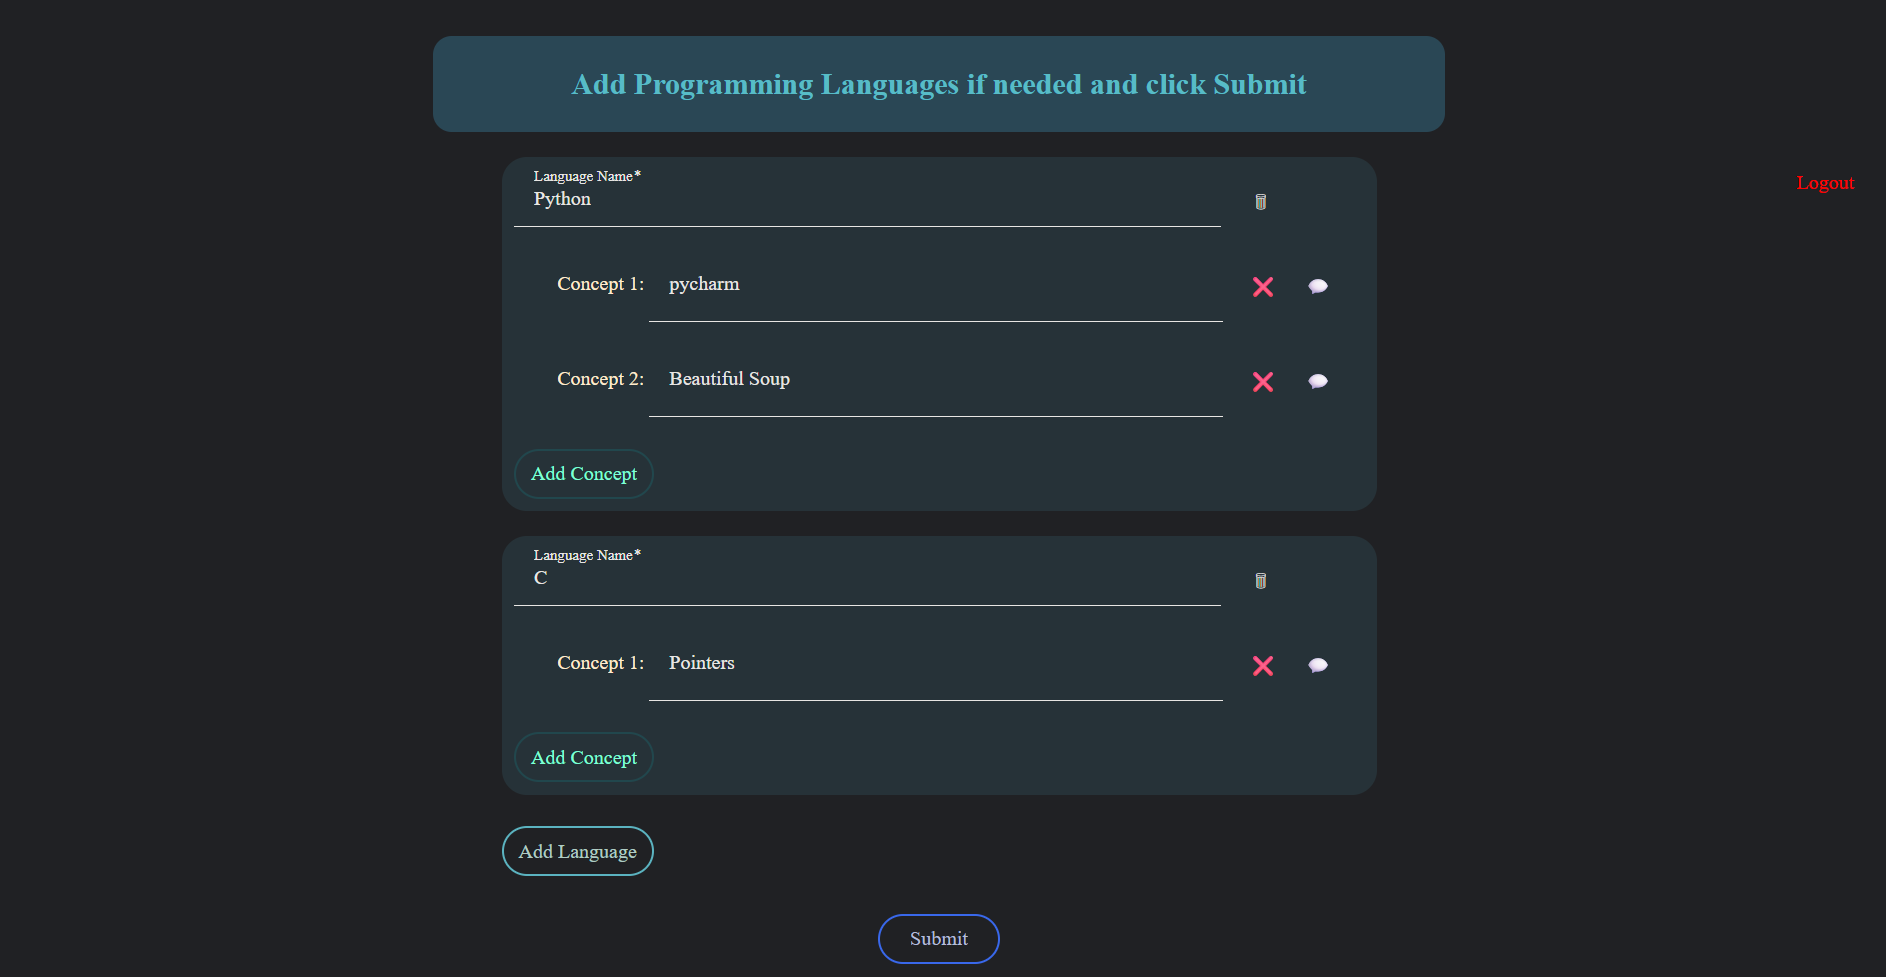 Add Programming Languages if needed and click Submit
Logout
Language Name*
Python
Concept 1: pycharm
Concept 2: Beautiful Soup
Add Concept
Language Name*
C
Concept 1: Pointers
Add Concept
Add Language
Submit